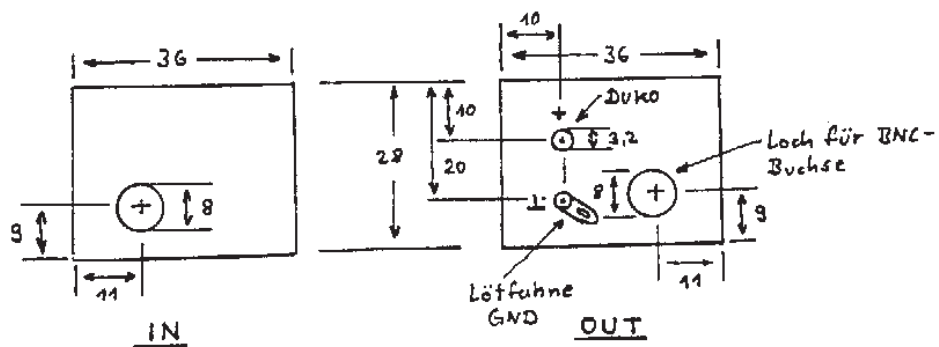 10
36
36
DUKO
+
10
3,2
28
20
Loch für BNC-
Buchse
8
8
9
9
11
11
Lötfahne
GND
IN
OUT